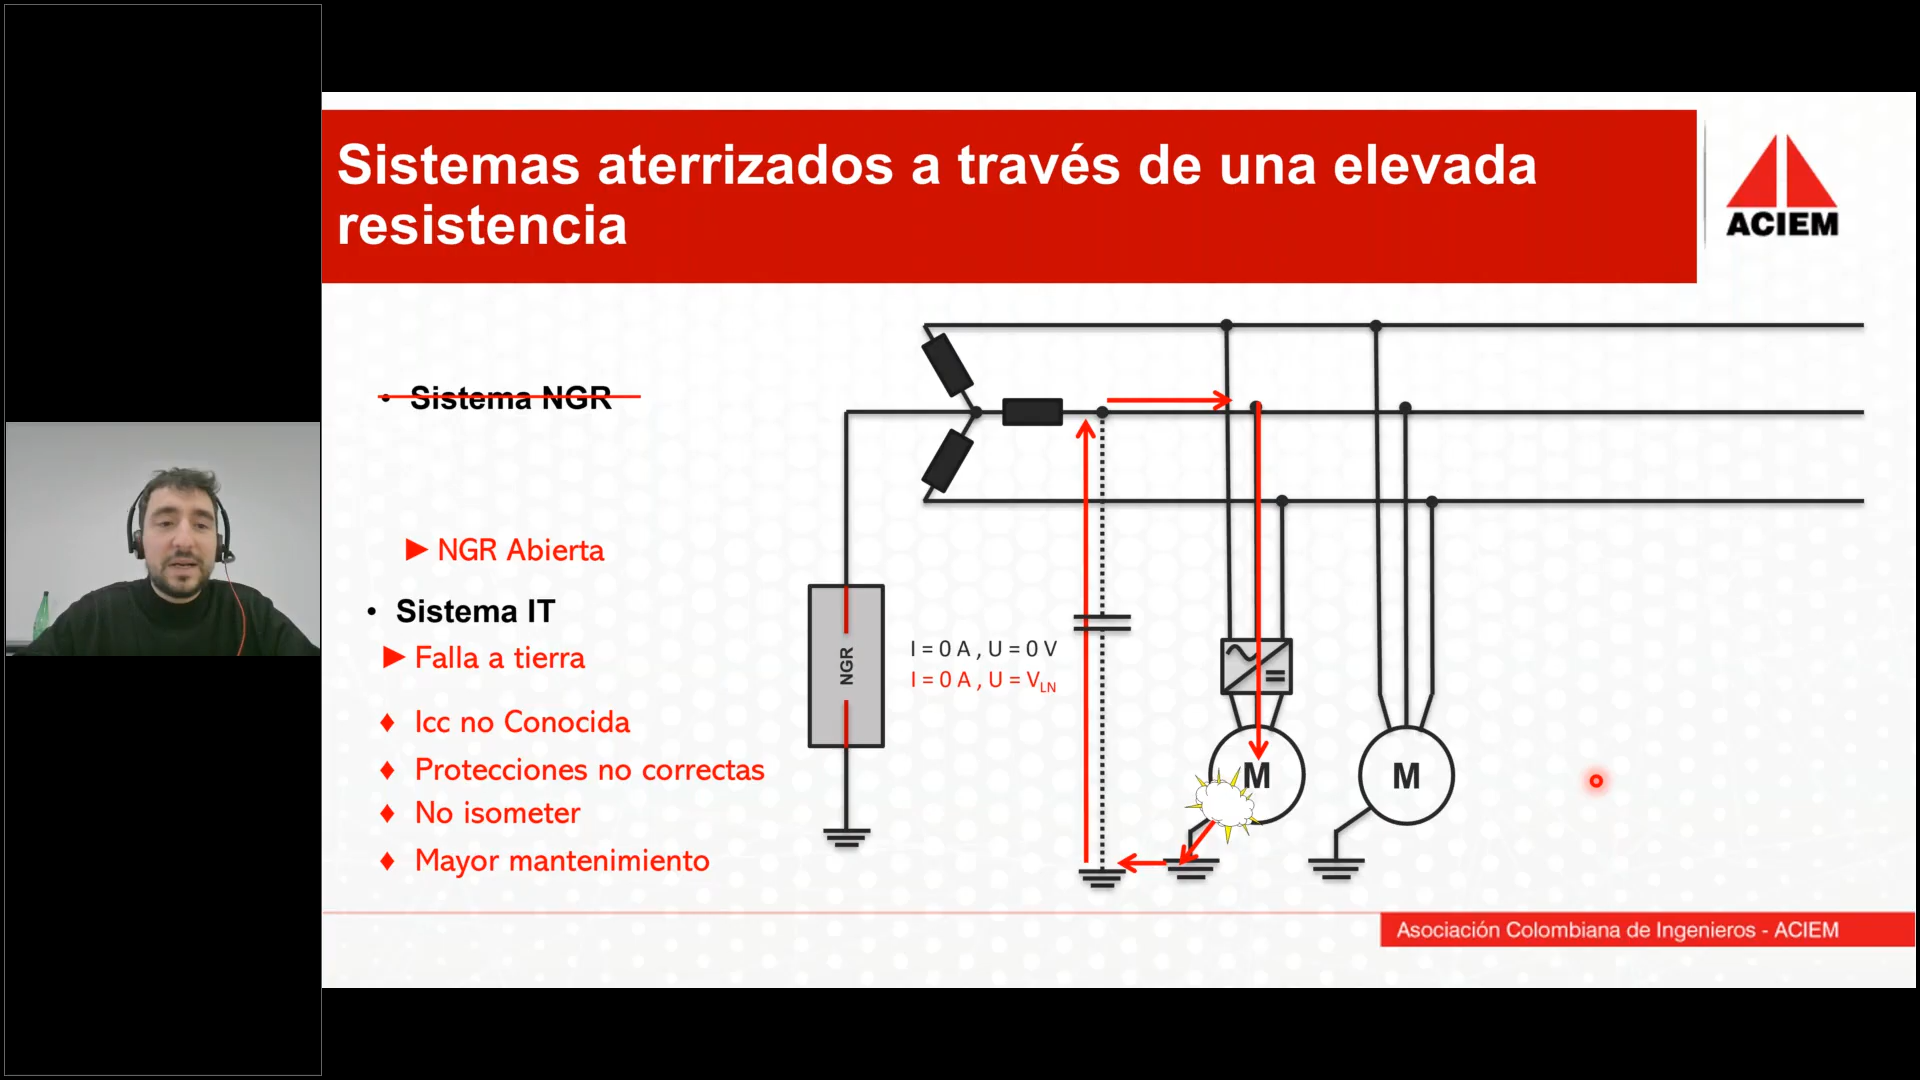 Sistemas aterrizados a través de una elevada
resistencia
ACIEM
• Sistema NGR
► NGR Abierta
• Sistema IT
► Falla a tierra
♦ Icc no Conocida
♦ Protecciones no correctas
♦ No isometer
♦ Mayor mantenimiento
NGR
I = 0 A , U = 0 V
I = 0 A , U = VLN
M
M
Asociación Colombiana de Ingenieros - ACIEM